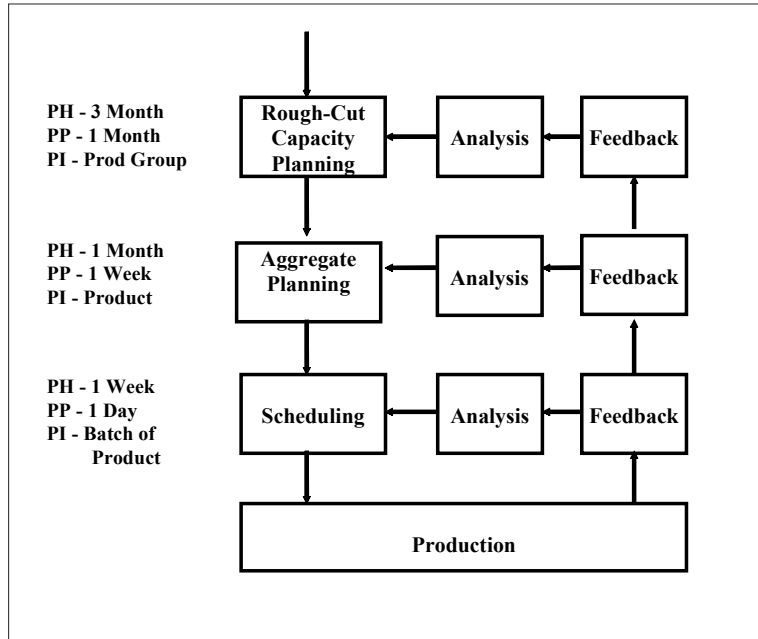 PH - 3 Month
PP - 1 Month
PI - Prod Group
Rough-Cut
Capacity
Planning
Analysis
Feedback
PH - 1 Month
PP - 1 Week
PI - Product
Aggregate
Planning
Analysis
Feedback
PH - 1 Week
PP - 1 Day
PI - Batch of
Product
Scheduling
Analysis
Feedback
Production